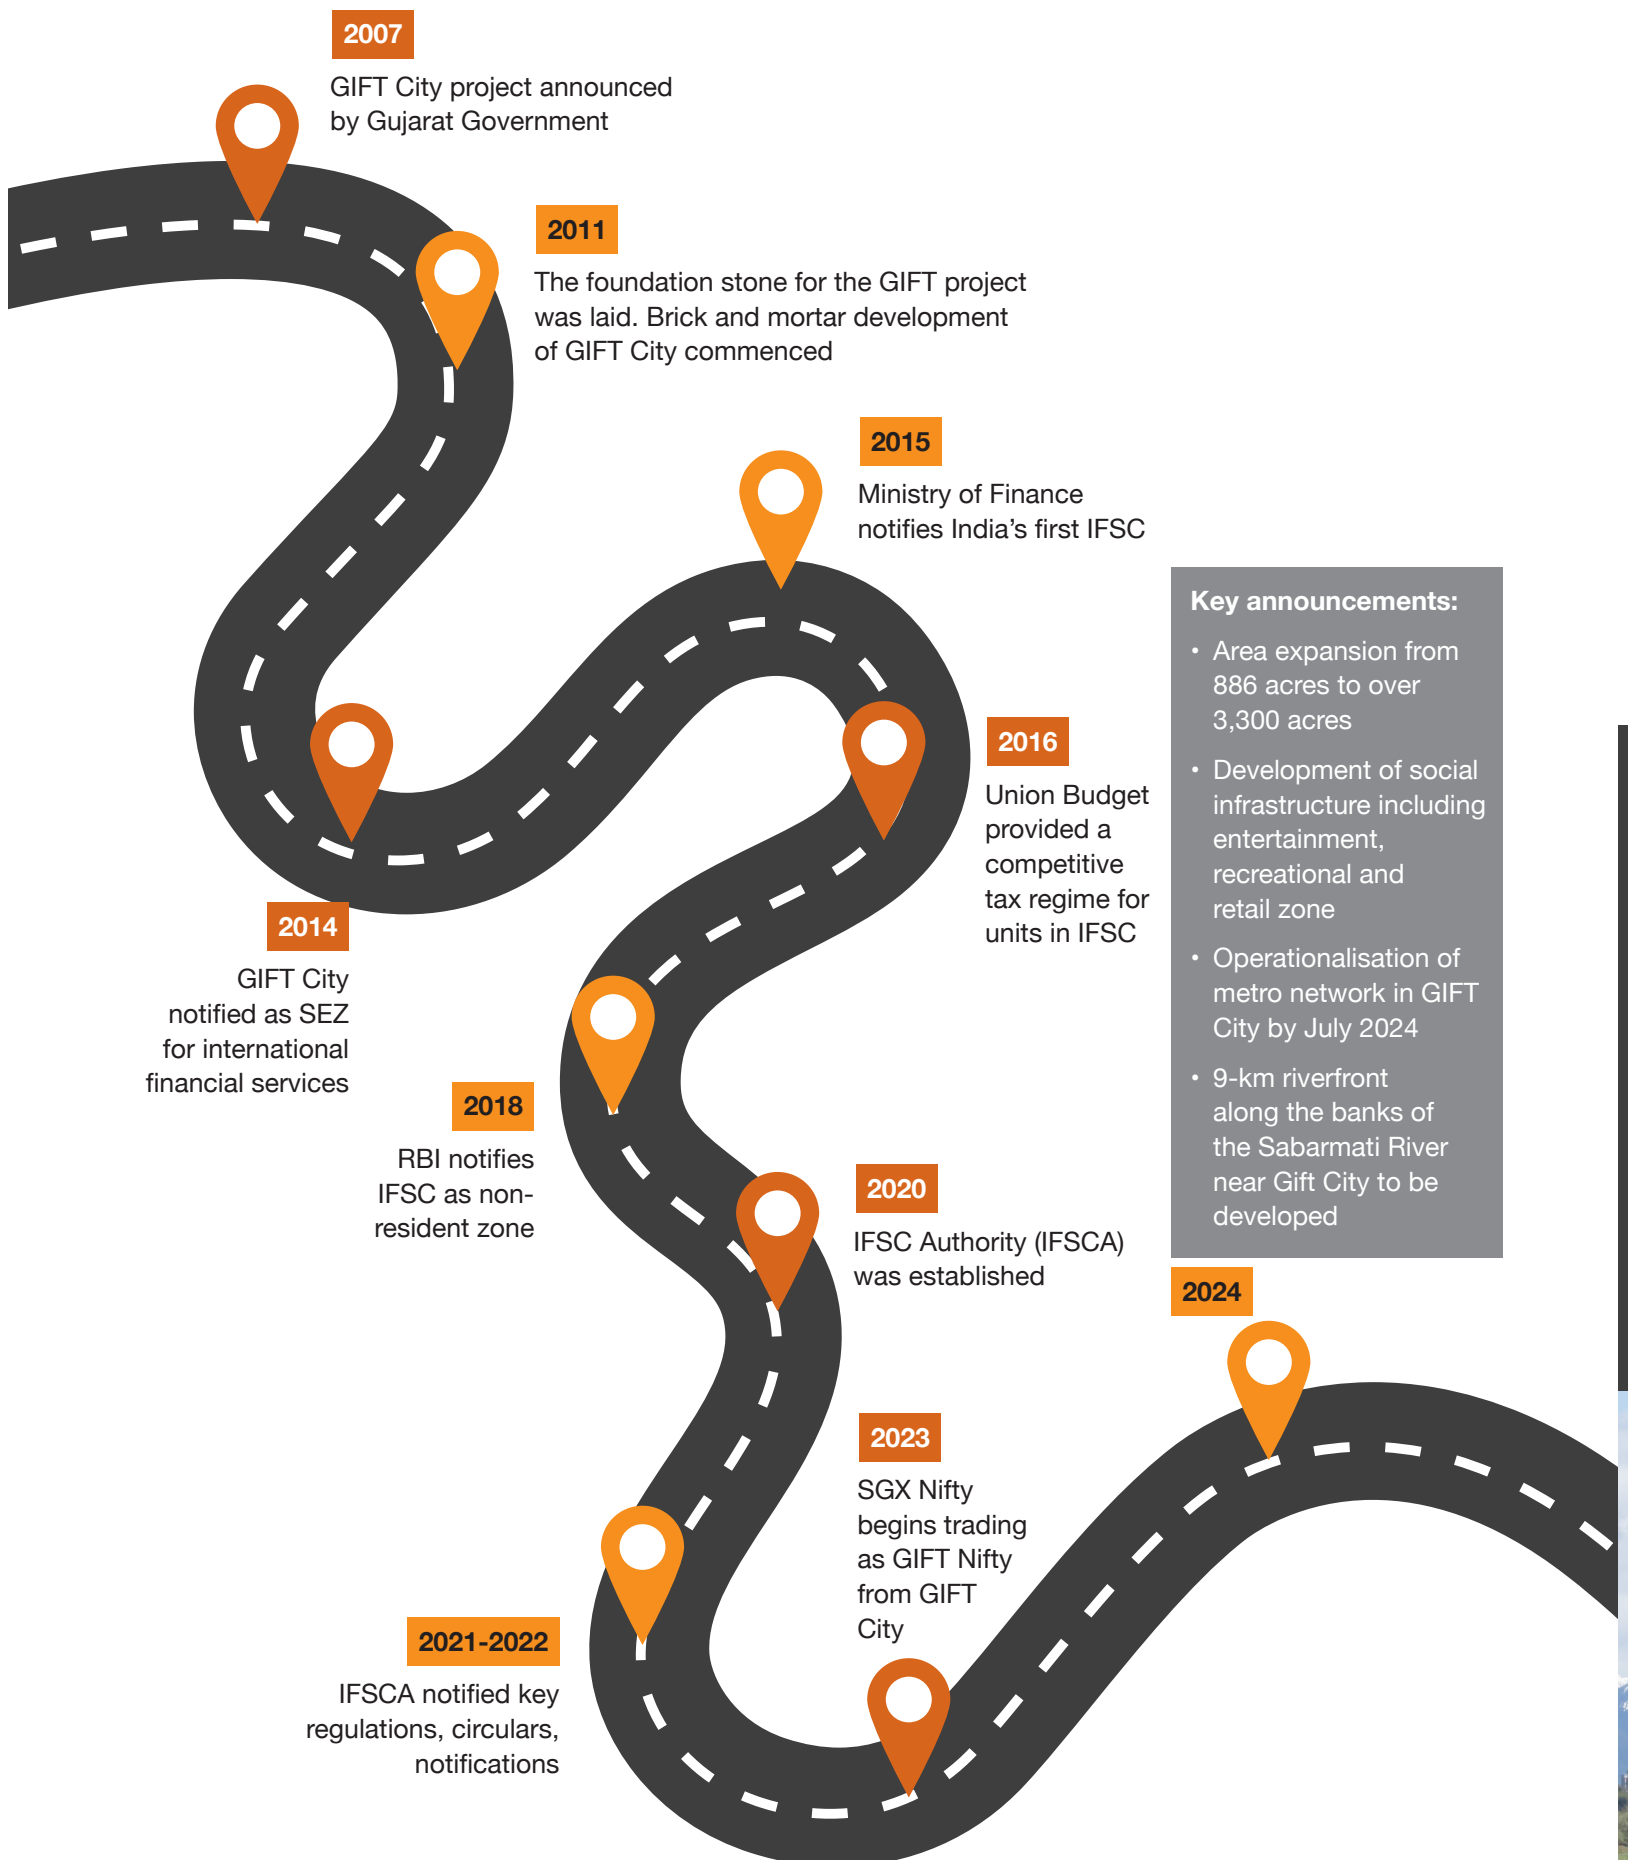 2007
GIFT City project announced
by Gujarat Government
2011
The foundation stone for the GIFT project
was laid. Brick and mortar development
of GIFT City commenced
2014
GIFT City
notified as SEZ
for international
financial services
2015
Ministry of Finance
notifies India’s first IFSC
2016
Union Budget
provided a
competitive
tax regime for
units in IFSC
2018
RBI notifies
IFSC as non-
resident zone
2020
IFSC Authority (IFSCA)
was established
2021-2022
IFSCA notified key
regulations, circulars,
notifications
2023
SGX Nifty
begins trading
as GIFT Nifty
from GIFT
City
Key announcements:
• Area expansion from
886 acres to over
3,300 acres
• Development of social
infrastructure including
entertainment,
recreational and
retail zone
• Operationalisation of
metro network in GIFT
City by July 2024
• 9-km riverfront
along the banks of
the Sabarmati River
near Gift City to be
developed
2024